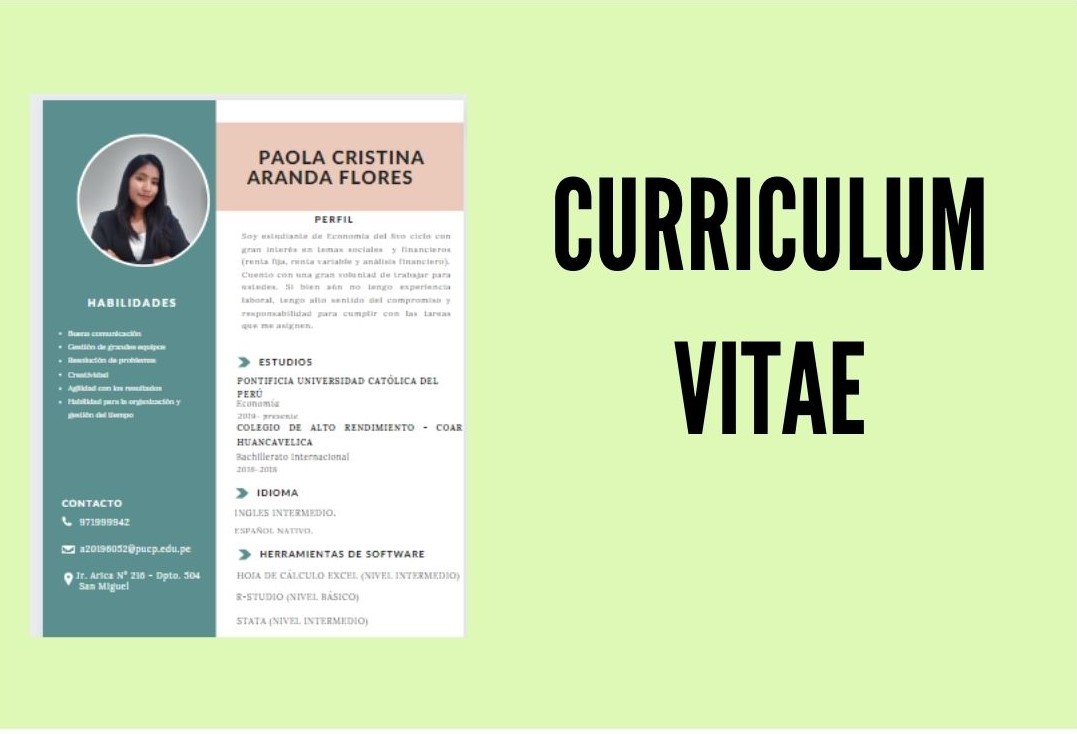 PAOLA CRISTINA
ARANDA FLORES
PERFIL
Soy estudiante de Economía del 8vo ciclo con
gran interés en temas sociales y financieros
(renta fija, renta variable y análisis financiero).
Cuento con una gran voluntad de trabajar para
ustedes. Si bien aún no tengo experiencia
laboral, tengo alto sentido del compromiso y
responsabilidad para cumplir con las tareas
que me asignen.
HABILIDADES
Buena comunicación
Gestión de grandes equipos
Resolución de problemas
Creatividad
Agilidad con los resultados
Habilidad para la organización y
gestión del tiempo
CONTACTO
971999942
a20196052@pucp.edu.pe
Jr. Arica N° 216 - Dpto. 504
San Miguel
ESTUDIOS
PONTIFICIA UNIVERSIDAD CATÓLICA DEL
PERÚ
Economía
2019- presente
COLEGIO DE ALTO RENDIMIENTO - COAR
HUANCAVELICA
Bachillerato Internacional
2016-2018
IDIOMA
INGLES INTERMEDIO.
ESPAÑOL NATIVO.
HERRAMIENTAS DE SOFTWARE
HOJA DE CÁLCULO EXCEL (NIVEL INTERMEDIO)
R-STUDIO (NIVEL BÁSICO)
STATA (NIVEL INTERMEDIO)
CURRICULUM
VITAE